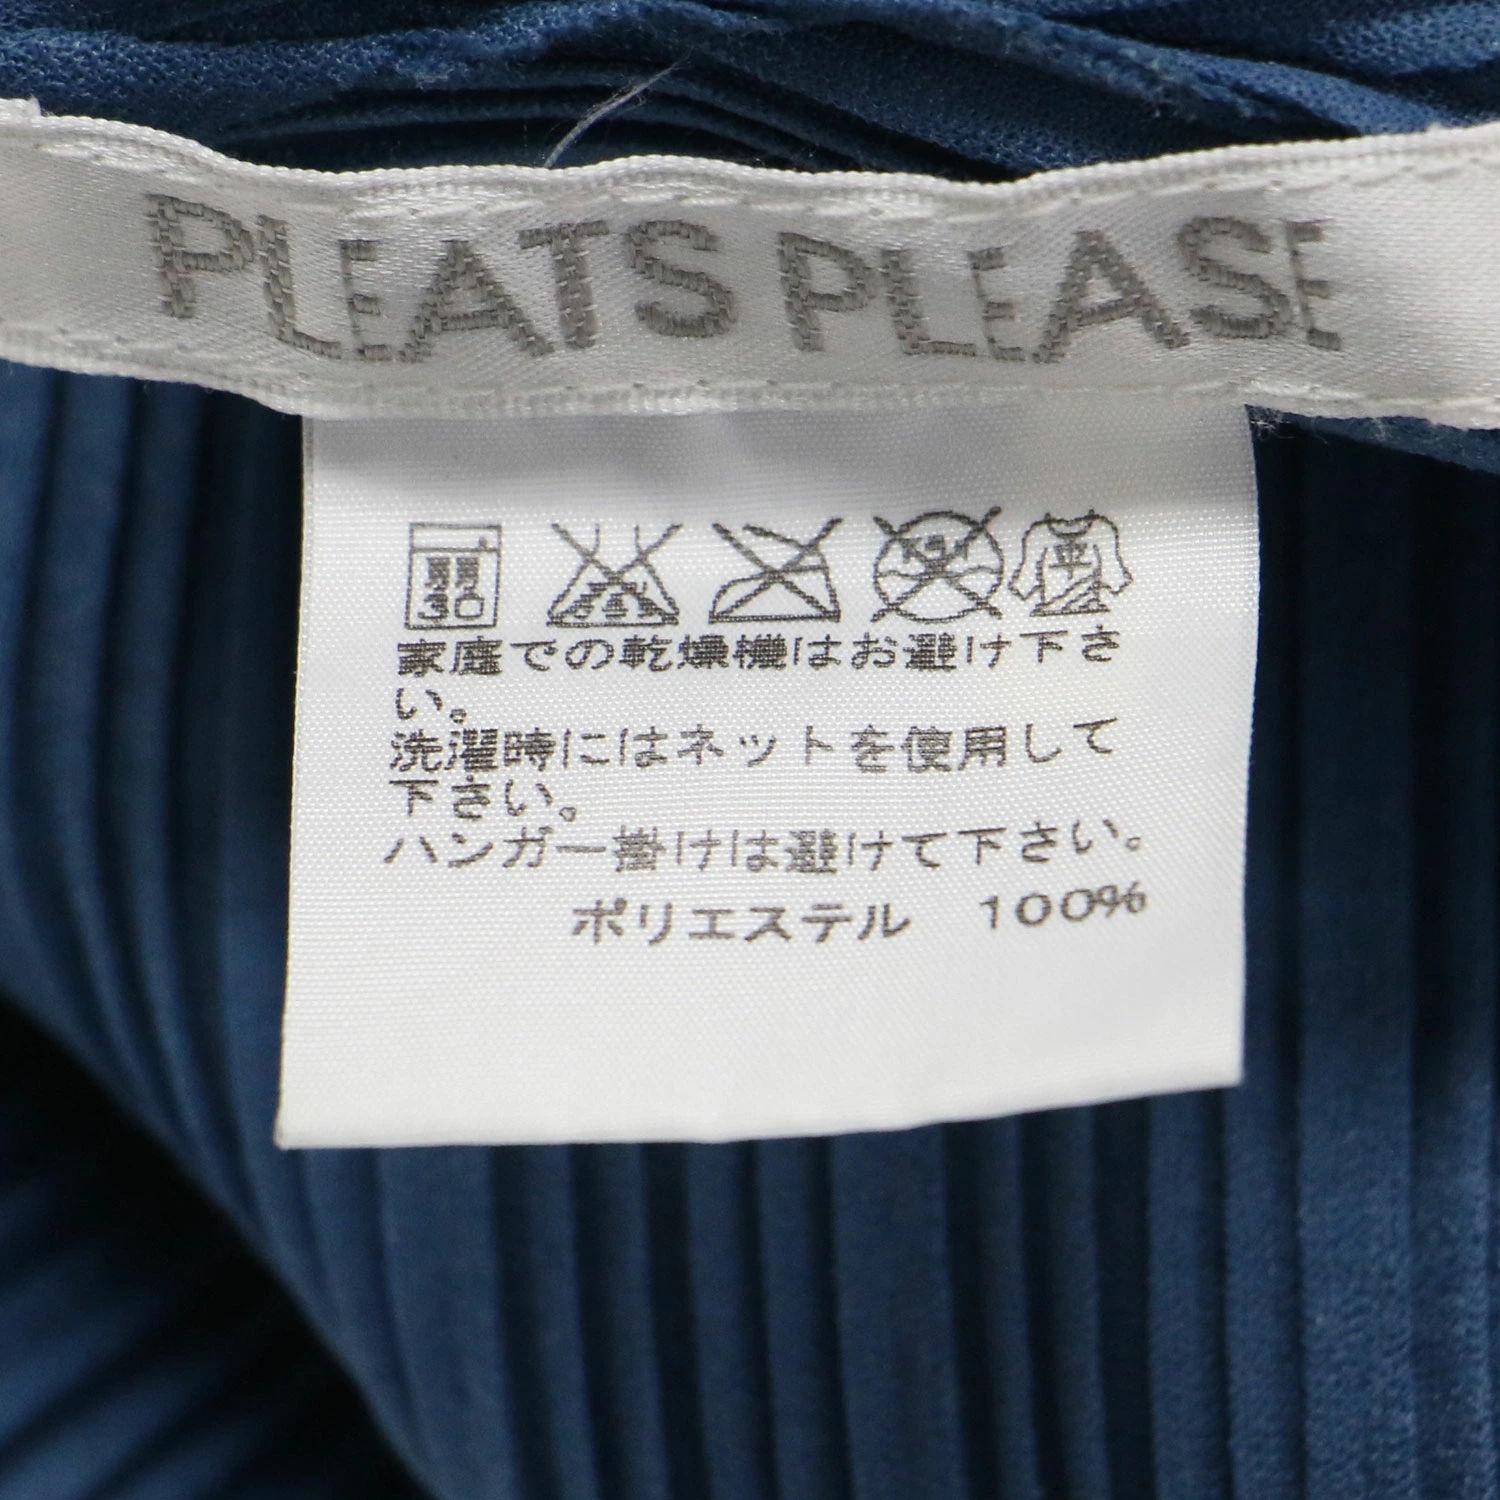 PLEATS PLEASE
30 平
家庭での乾燥機はお避け下さ
い。
洗濯時にはネットを使用して
下さい。
ハンガー掛けは避けて下さい。
ポリエステル 100%